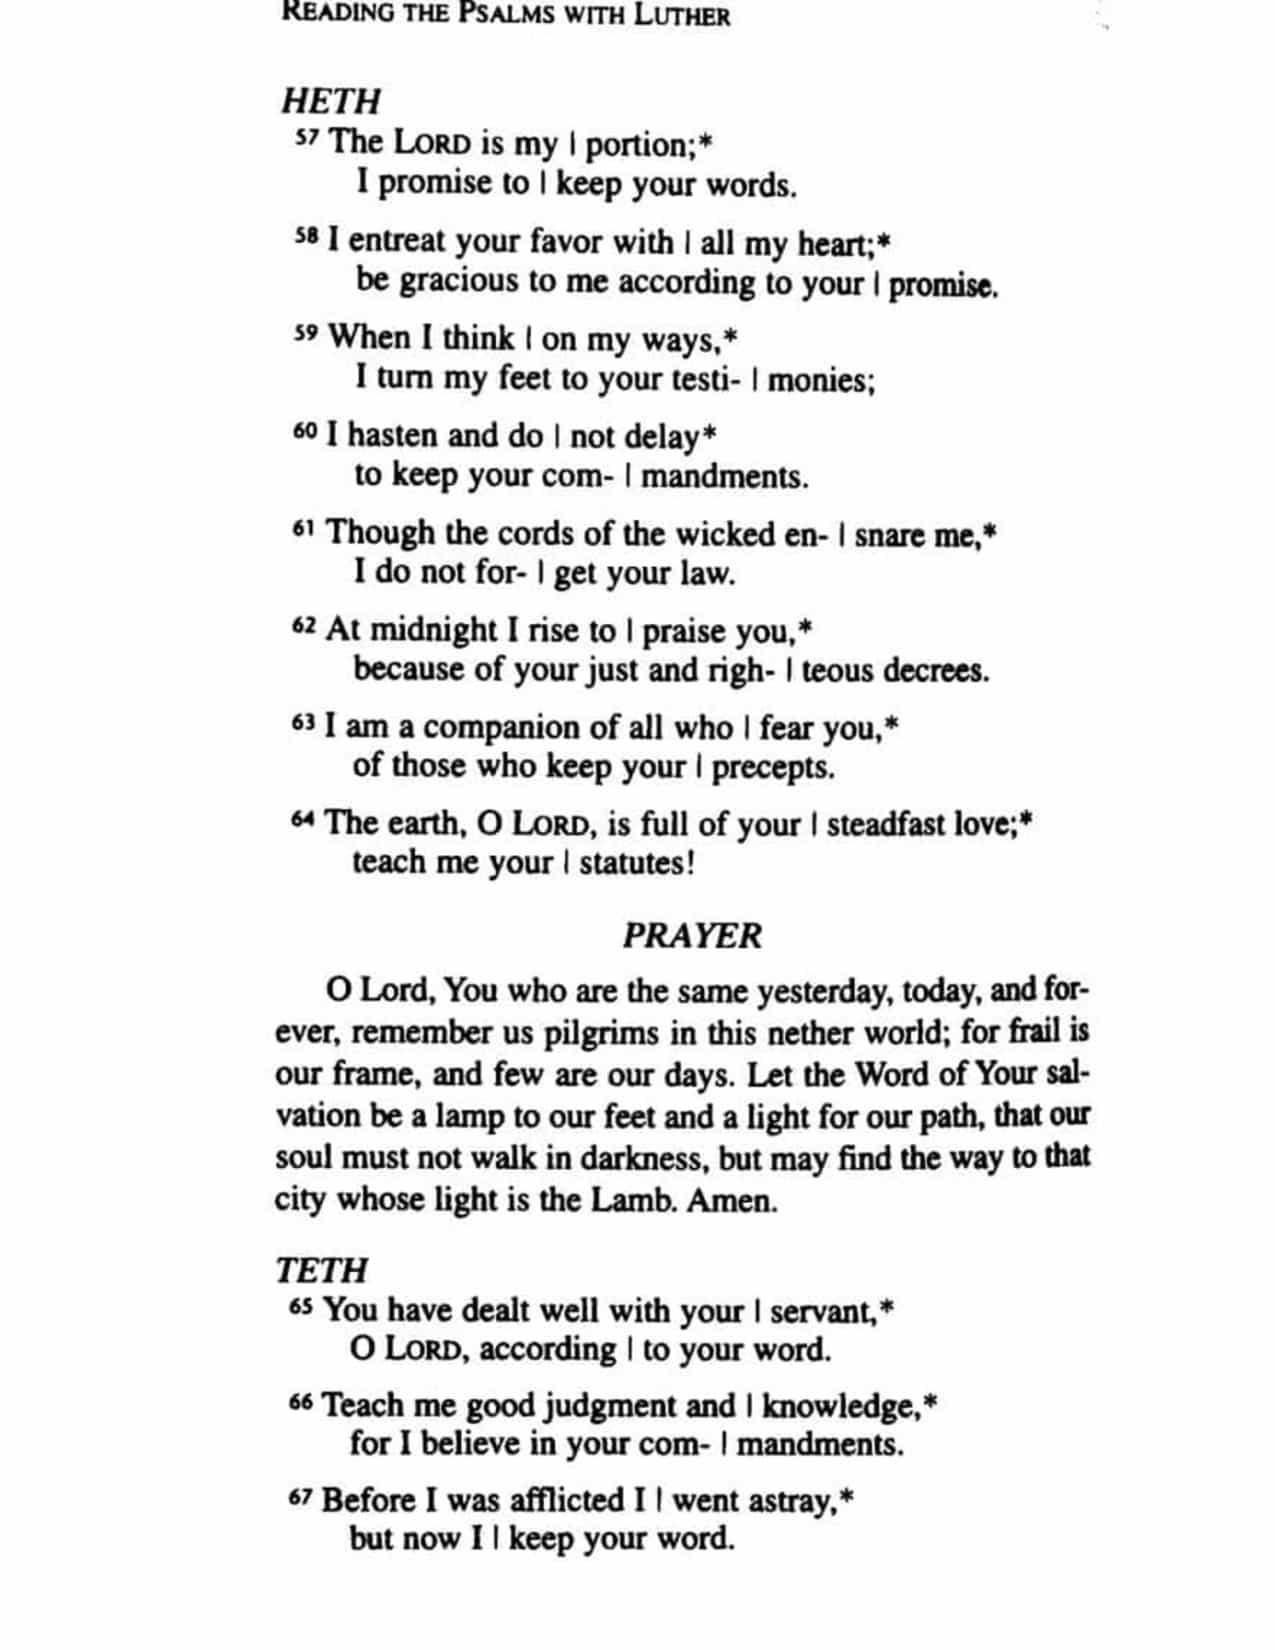 READING THE PSALMS WITH LUTHER
HETH
57 The LORD is my | portion;*
I promise to | keep your words.
58 I entreat your favor with | all my heart;*
be gracious to me according to your | promise.
59 When I think | on my ways,*
I turn my feet to your testi- | monies;
60 I hasten and do | not delay*
to keep your com- | mandments.
61 Though the cords of the wicked en- | snare me,*
I do not for- | get your law.
62 At midnight I rise to | praise you,*
because of your just and righ- | teous decrees.
63 I am a companion of all who | fear you,*
of those who keep your | precepts.
64 The earth, O LORD, is full of your | steadfast love;*
teach me your | statutes!
PRAYER
O Lord, You who are the same yesterday, today, and for-
ever, remember us pilgrims in this nether world; for frail is
our frame, and few are our days. Let the Word of Your sal-
vation be a lamp to our feet and a light for our path, that our
soul must not walk in darkness, but may find the way to that
city whose light is the Lamb. Amen.
TETH
65 You have dealt well with your | servant,*
O LORD, according | to your word.
66 Teach me good judgment and | knowledge,*
for I believe in your com- | mandments.
67 Before I was afflicted I | went astray,*
but now I | keep your word.